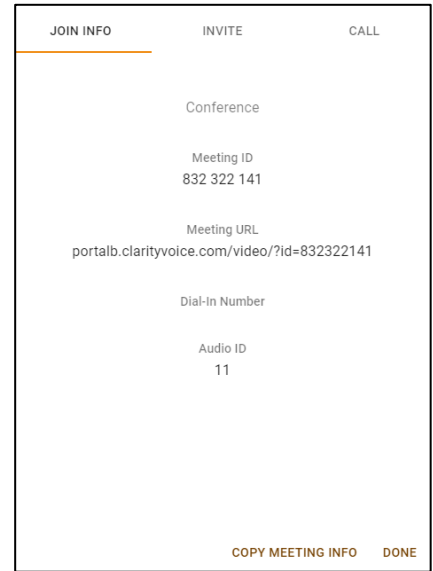 JOIN INFO INVITE CALL
Conference
Meeting ID
832 322 141
Meeting URL
portalb.clarityvoice.com/video/?id=832322141
Dial-In Number
Audio ID
11
COPY MEETING INFO DONE